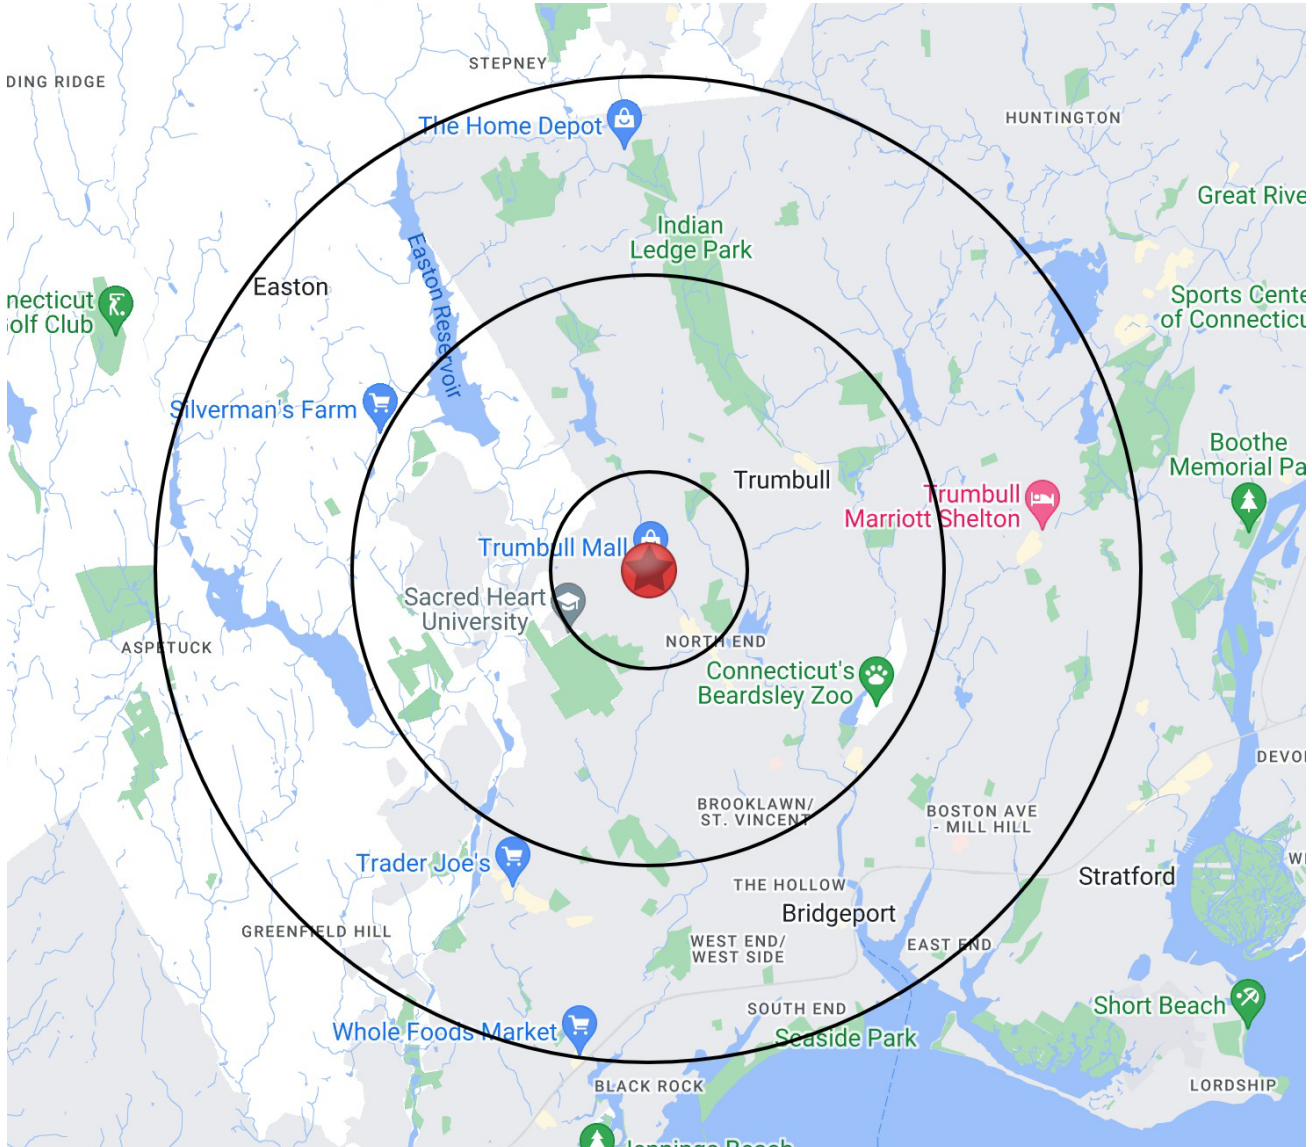 STEPNEY
DING RIDGE
HUNTINGTON
The Home Depot
Great Rive
Indian
Ledge Park
Easton
Easton Reservoir
necticut
olf Club
Sports Cente
of Connecticu
Silverman's Farm
Boothe
Memorial Pa
Trumbull
Trumbull
Marriott Shelton
Trumbull Mall
Sacred Heart
University
NORTH END
ASPETUCK
Connecticut's
Beardsley Zoo
DEVO
BROOKLAWN/
ST. VINCENT
BOSTON AVE
- MILL HILL
Trader Joe's
W
Stratford
THE HOLLOW
Bridgeport
GREENFIELD HILL
WEST END/
WEST SIDE
EAST END
Short Beach
SOUTH END
Whole Foods Market
Seaside Park
BLACK ROCK
LORDSHIP
Jennings Beach